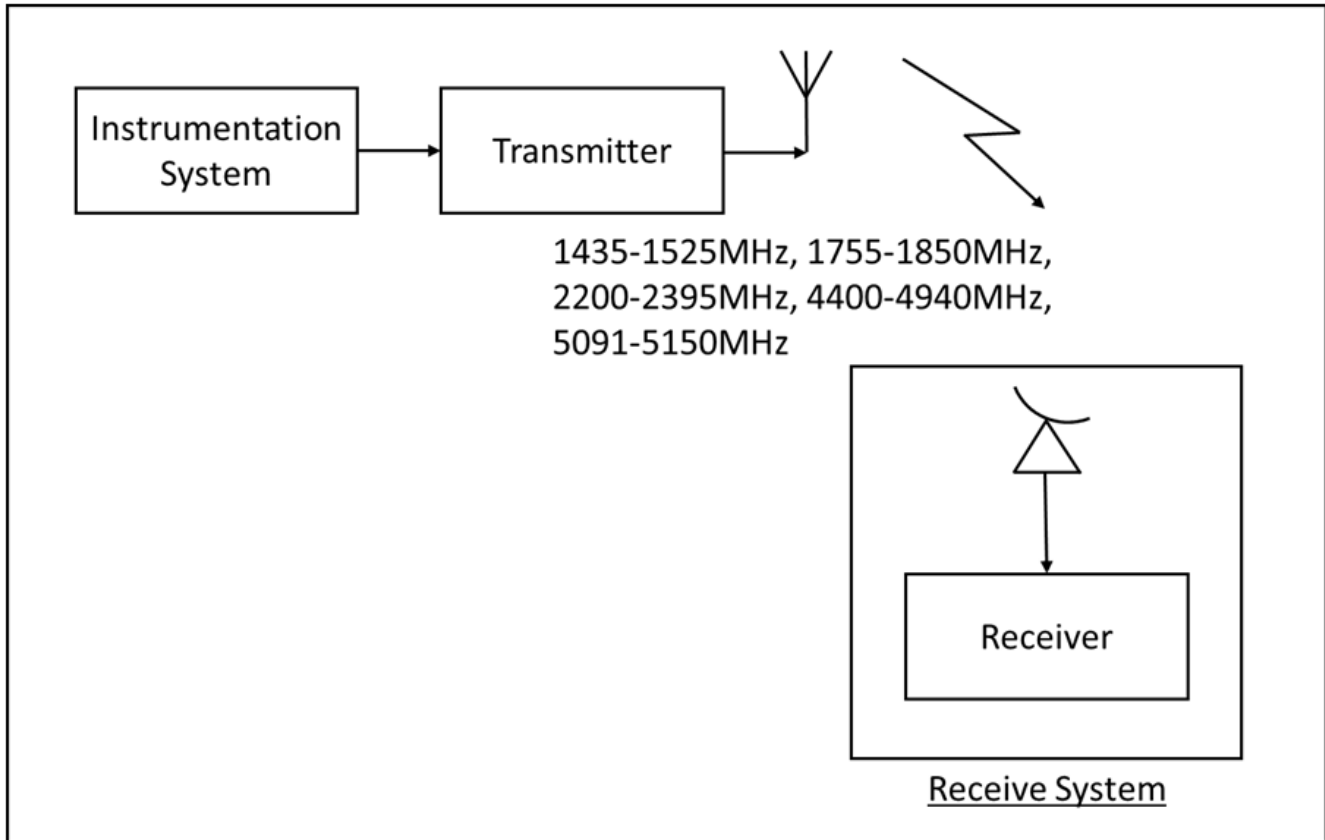 Instrumentation
System
Transmitter
1435-1525MHz, 1755-1850MHz,
2200-2395MHz, 4400-4940MHz,
5091-5150MHz
Receiver
Receive System